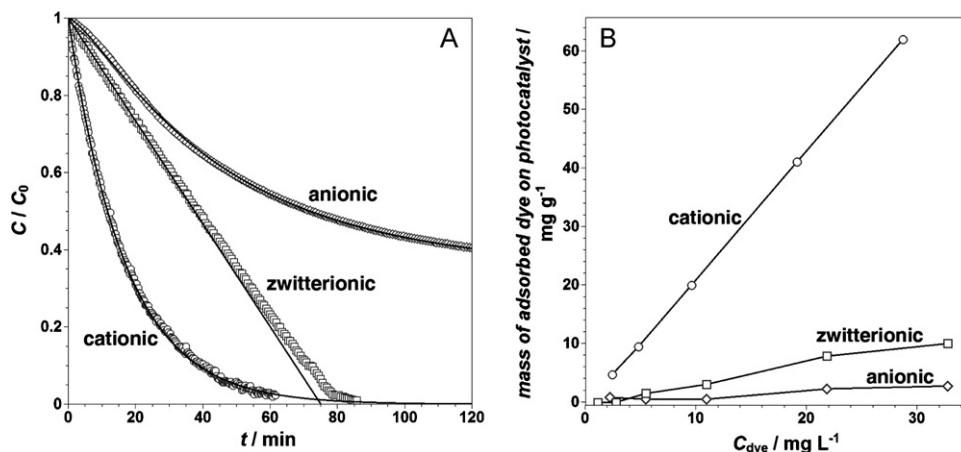 A
1
0.8
0.6
0.4
0.2
0
C / C0
anionic
zwitterionic
cationic
0 20 40 60 80 100 120
t / min
B
60
50
40
30
20
10
0
mass of adsorbed dye on photocatalyst /
mg g-1
cationic
zwitterionic
anionic
0 10 20 30
Cdye / mg L-1